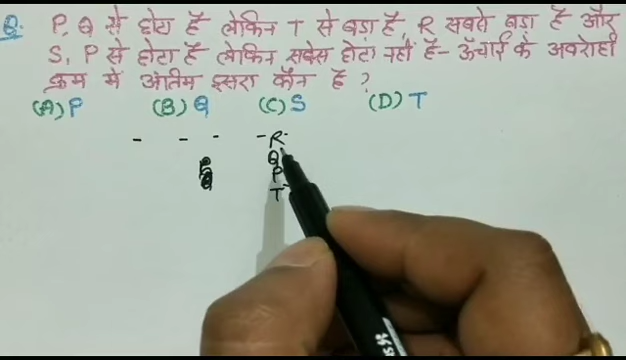 Q. P, Q से छोटा है लेकिन T से बड़ा है, R सबसे बड़ा है और
S, P से छोटा है लेकिन सबसे छोटा नहीं है- ऊँचाई के अवरोही
क्रम में अंतिम दूसरा कौन है ?
(A) P (B) Q (C) S (D) T
- - - - R -
Q
P
T